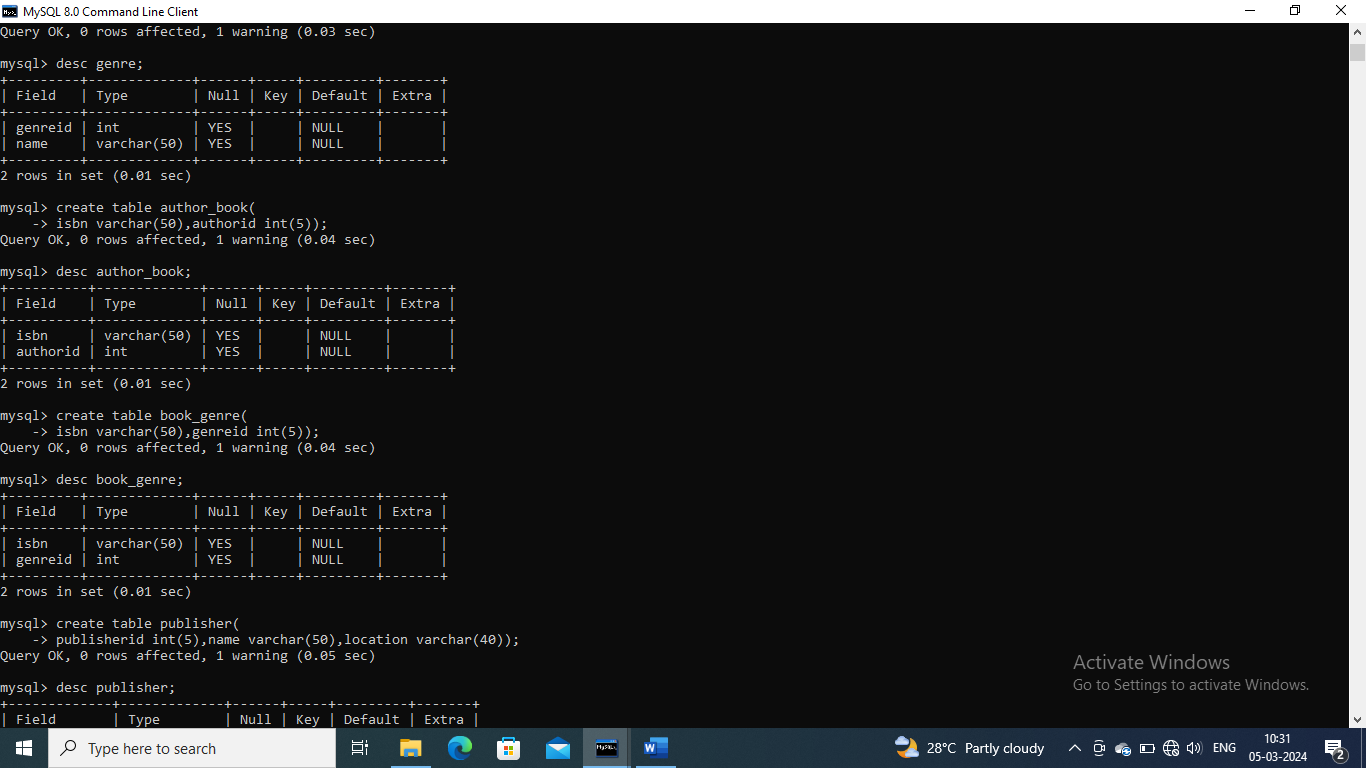 MySQL 8.0 Command Line Client
Query OK, 0 rows affected, 1 warning (0.03 sec)
mysql> desc genre;
+---------+-------------+------+-----+---------+-------+
| Field   | Type        | Null | Key | Default | Extra |
+---------+-------------+------+-----+---------+-------+
| genreid | int         | YES  |     | NULL    |       |
| name    | varchar(50) | YES  |     | NULL    |       |
+---------+-------------+------+-----+---------+-------+
2 rows in set (0.01 sec)
mysql> create table author_book(
    -> isbn varchar(50),authorid int(5));
Query OK, 0 rows affected, 1 warning (0.04 sec)
mysql> desc author_book;
+----------+-------------+------+-----+---------+-------+
| Field    | Type        | Null | Key | Default | Extra |
+----------+-------------+------+-----+---------+-------+
| isbn     | varchar(50) | YES  |     | NULL    |       |
| authorid | int         | YES  |     | NULL    |       |
+----------+-------------+------+-----+---------+-------+
2 rows in set (0.01 sec)
mysql> create table book_genre(
    -> isbn varchar(50),genreid int(5));
Query OK, 0 rows affected, 1 warning (0.04 sec)
mysql> desc book_genre;
+---------+-------------+------+-----+---------+-------+
| Field   | Type        | Null | Key | Default | Extra |
+---------+-------------+------+-----+---------+-------+
| isbn    | varchar(50) | YES  |     | NULL    |       |
| genreid | int         | YES  |     | NULL    |       |
+---------+-------------+------+-----+---------+-------+
2 rows in set (0.01 sec)
mysql> create table publisher(
    -> publisherid int(5),name varchar(50),location varchar(40));
Query OK, 0 rows affected, 1 warning (0.05 sec)
mysql> desc publisher;
+-------------+-------------+------+-----+---------+-------+
| Field       | Type        | Null | Key | Default | Extra |
Activate Windows
Go to Settings to activate Windows.
Type here to search
28°C Partly cloudy
ENG
10:31
05-03-2024
2